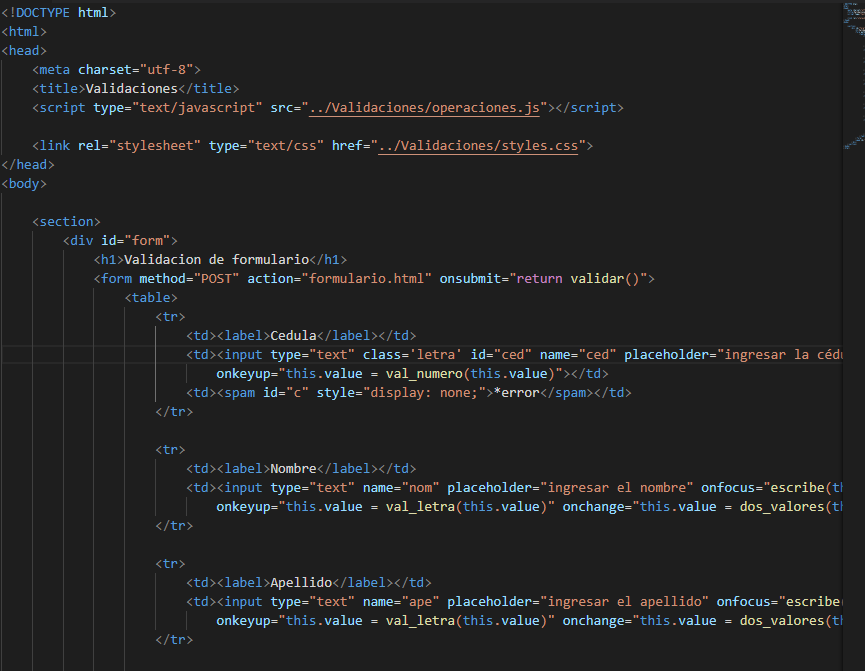 <!DOCTYPE html>
<html>
<head>
<meta charset="utf-8">
<title>Validaciones</title>
<script type="text/javascript" src="../Validaciones/operaciones.js"></script>
<link rel="stylesheet" type="text/css" href="../Validaciones/styles.css">
</head>
<body>
<section>
<div id="form">
<h1>Validacion de formulario</h1>
<form method="POST" action="formulario.html" onsubmit="return validar()">
<table>
<tr>
<td><label>Cedula</label></td>
<td><input type="text" class='letra' id="ced" name="ced" placeholder="ingresar la cédu
onkeyup="this.value = val_numero(this.value)"></td>
<td><spam id="c" style="display: none;">*error</spam></td>
</tr>
<tr>
<td><label>Nombre</label></td>
<td><input type="text" name="nom" placeholder="ingresar el nombre" onfocus="escribe(th
onkeyup="this.value = val_letra(this.value)" onchange="this.value = dos_valores(th
</tr>
<tr>
<td><label>Apellido</label></td>
<td><input type="text" name="ape" placeholder="ingresar el apellido" onfocus="escribe(
onkeyup="this.value = val_letra(this.value)" onchange="this.value = dos_valores(th
</tr>